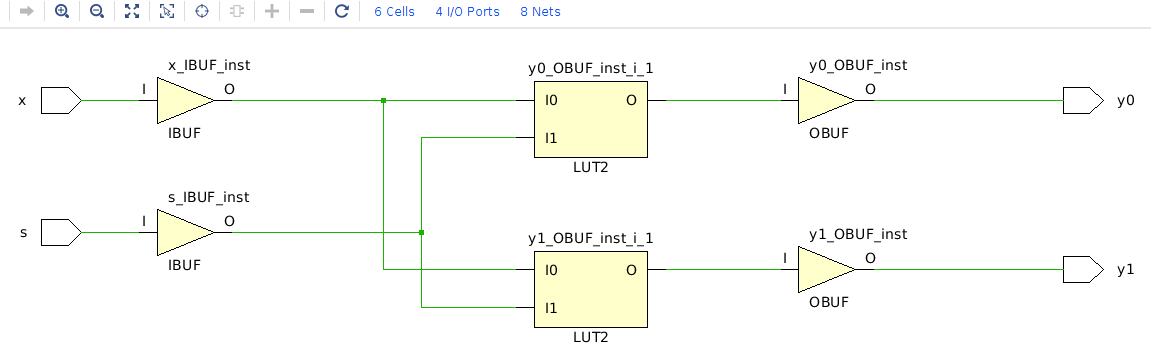 6 Cells 4 I/O Ports 8 Nets
x_IBUF_inst y0_OBUF_inst_i_1 y0_OBUF_inst
x I O I0 O I O y0
IBUF I1 OBUF
LUT2
s_IBUF_inst
s I O
y1_OBUF_inst_i_1 y1_OBUF_inst
IBUF I0 O I O y1
I1 OBUF
LUT2